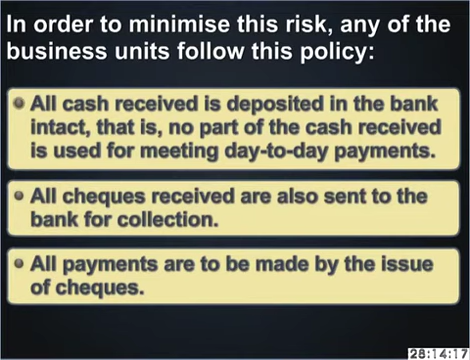 In order to minimise this risk, any of the
business units follow this policy:
All cash received is deposited in the bank
intact, that is, no part of the cash received
is used for meeting day-to-day payments.
All cheques received are also sent to the
bank for collection.
All payments are to be made by the issue
of cheques.
28:14:17